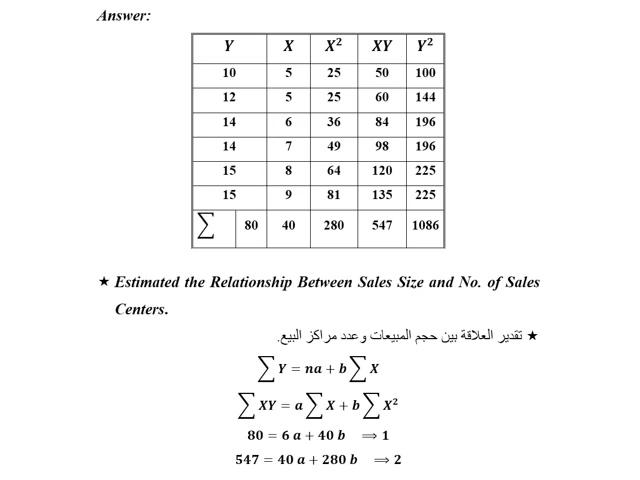 Answer:
Y X X² XY Y²
10 5 25 50 100
12 5 25 60 144
14 6 36 84 196
14 7 49 98 196
15 8 64 120 225
15 9 81 135 225
∑ 80 40 280 547 1086
★ Estimated the Relationship Between Sales Size and No. of Sales
Centers.
★ تقدير العلاقة بين حجم المبيعات وعدد مراكز البيع.
∑ Y = na + b ∑ X
∑ XY = a ∑ X + b ∑ X²
80 = 6 a + 40 b ⟹ 1
547 = 40 a + 280 b ⟹ 2